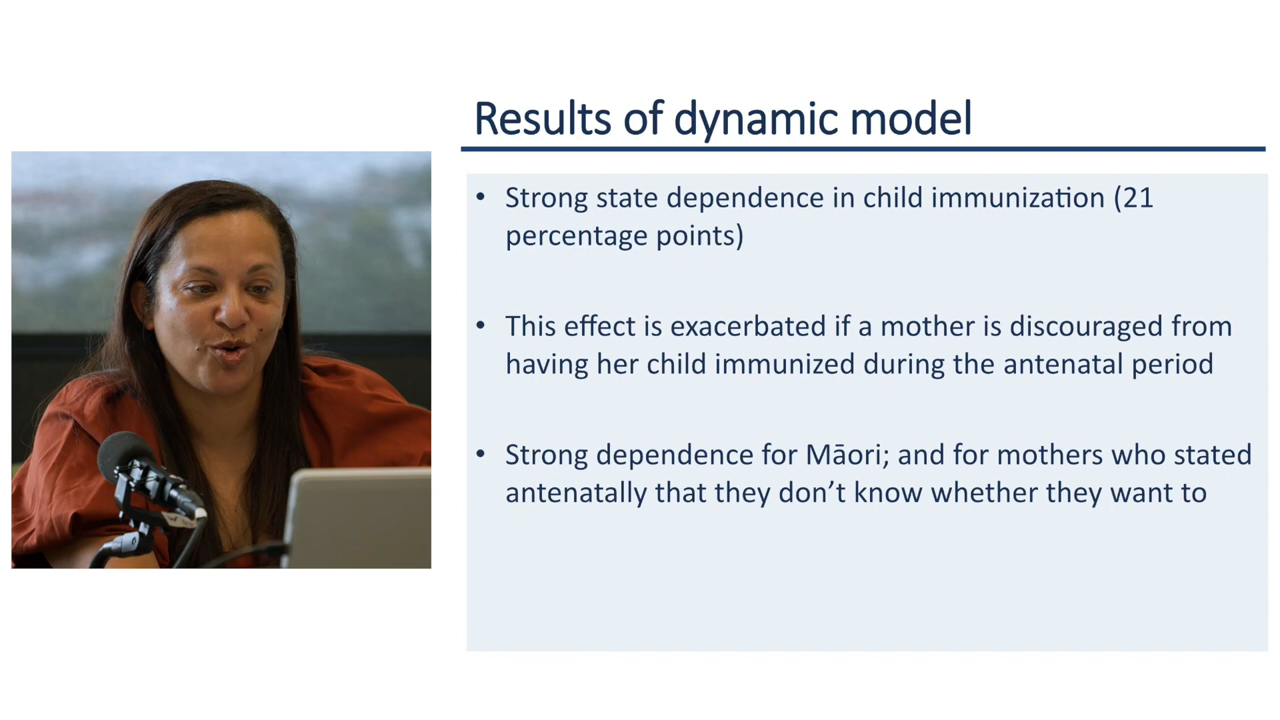 Results of dynamic model
• Strong state dependence in child immunization (21
percentage points)
• This effect is exacerbated if a mother is discouraged from
having her child immunized during the antenatal period
• Strong dependence for Māori; and for mothers who stated
antenatally that they don’t know whether they want to